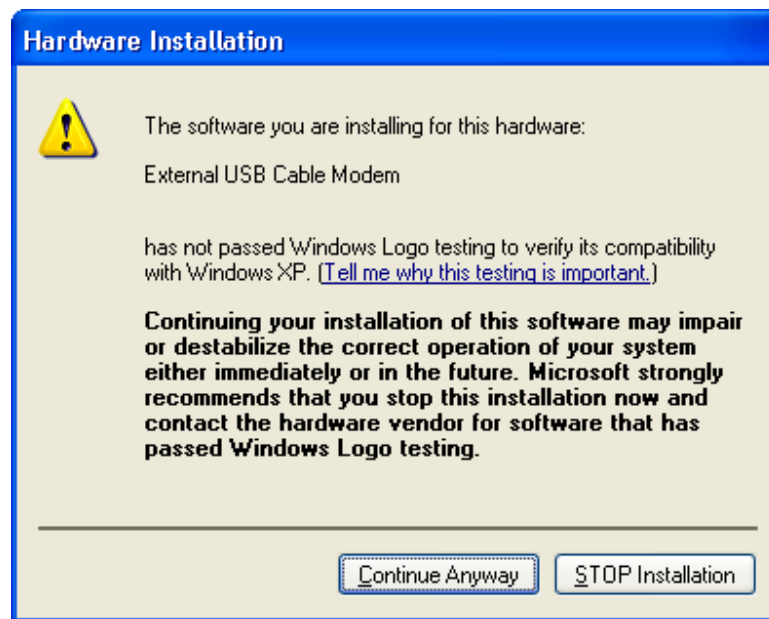 Hardware Installation
The software you are installing for this hardware:
External USB Cable Modem
has not passed Windows Logo testing to verify its compatibility
with Windows XP. (Tell me why this testing is important.)
Continuing your installation of this software may impair
or destabilize the correct operation of your system
either immediately or in the future. Microsoft strongly
recommends that you stop this installation now and
contact the hardware vendor for software that has
passed Windows Logo testing.
Continue Anyway
STOP Installation